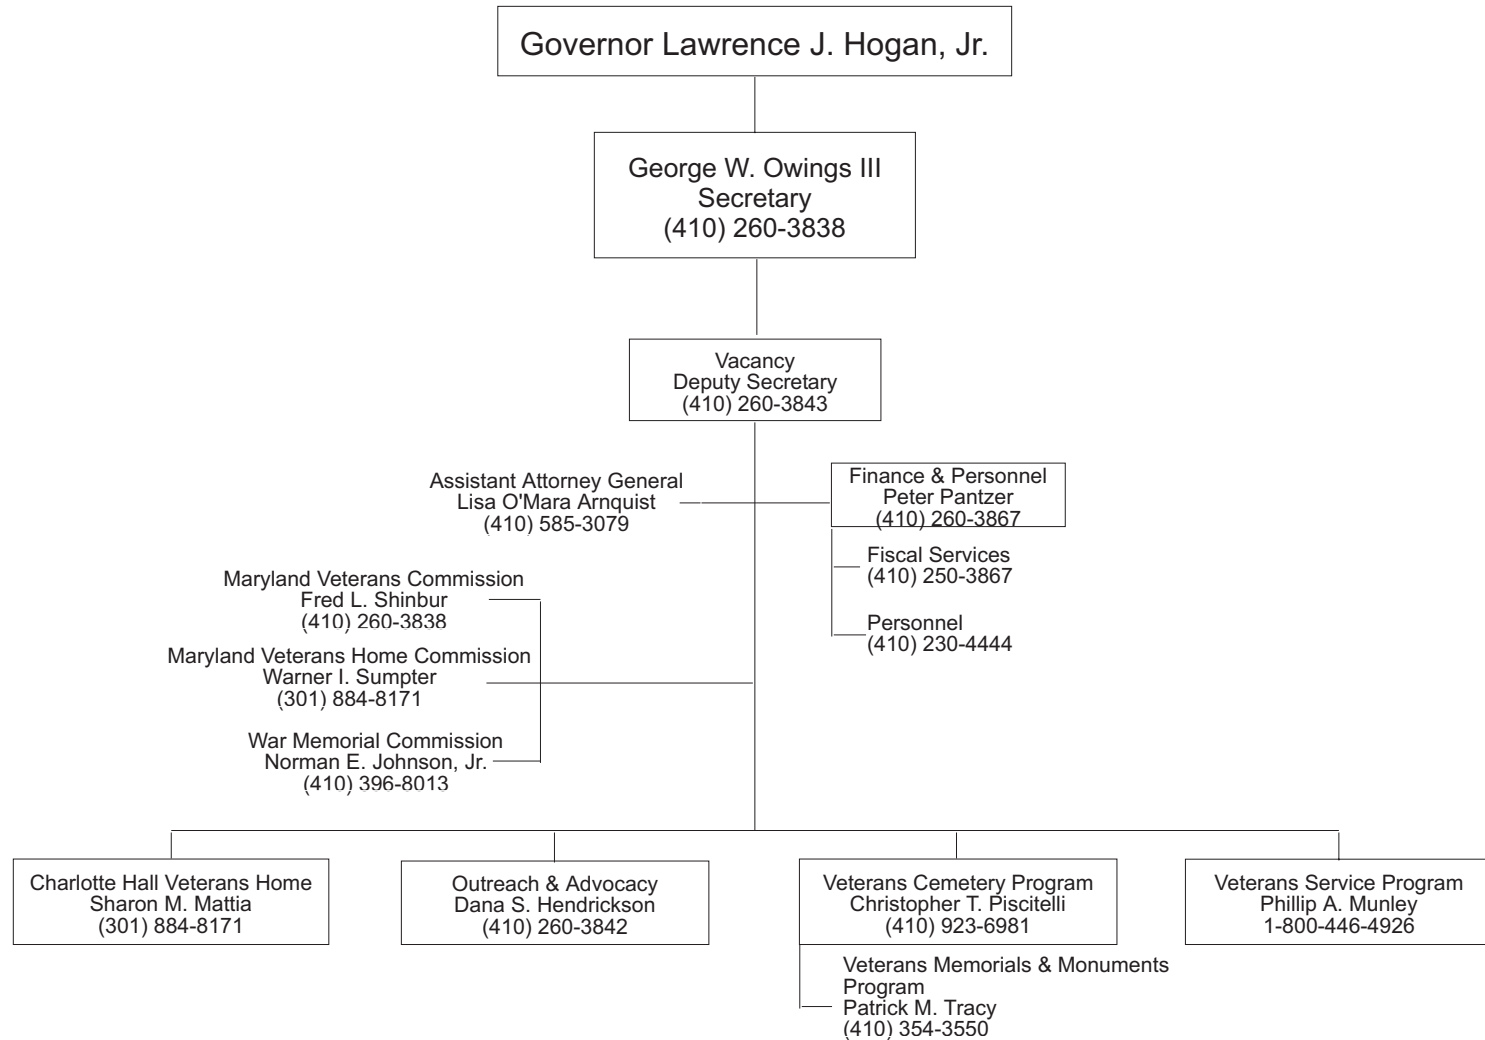 Governor Lawrence J. Hogan, Jr.
George W. Owings III
Secretary
(410) 260-3838
Vacancy
Deputy Secretary
(410) 260-3843
Assistant Attorney General
Lisa O'Mara Arnquist
(410) 585-3079
Finance & Personnel
Peter Pantzer
(410) 260-3867
Fiscal Services
(410) 250-3867
Personnel
(410) 230-4444
Maryland Veterans Commission
Fred L. Shinbur
(410) 260-3838
Maryland Veterans Home Commission
Warner I. Sumpter
(301) 884-8171
War Memorial Commission
Norman E. Johnson, Jr.
(410) 396-8013
Charlotte Hall Veterans Home
Sharon M. Mattia
(301) 884-8171
Outreach & Advocacy
Dana S. Hendrickson
(410) 260-3842
Veterans Cemetery Program
Christopher T. Piscitelli
(410) 923-6981
Veterans Memorials & Monuments
Program
Patrick M. Tracy
(410) 354-3550
Veterans Service Program
Phillip A. Munley
1-800-446-4926